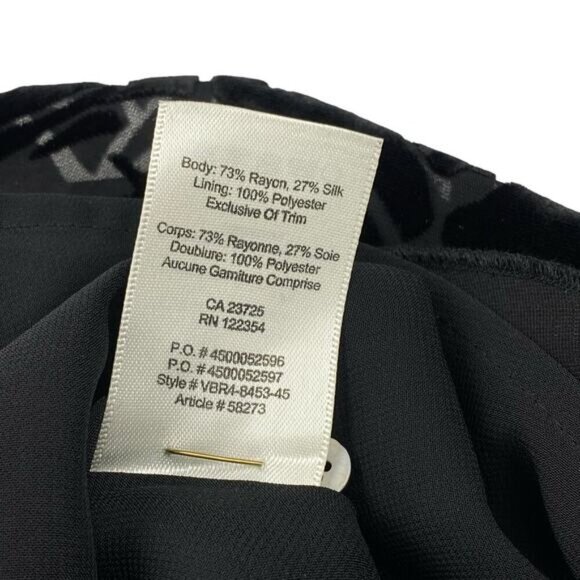 Body: 73% Rayon, 27% Silk
Lining: 100% Polyester
Exclusive Of Trim
Corps: 73% Rayonne, 27% Soie
Doublure: 100% Polyester
Aucune Garniture Comprise
CA 23725
RN 122354
P.O. # 4500052596
P.O. # 4500052597
Style # VBR4-8453-45
Article # 58273